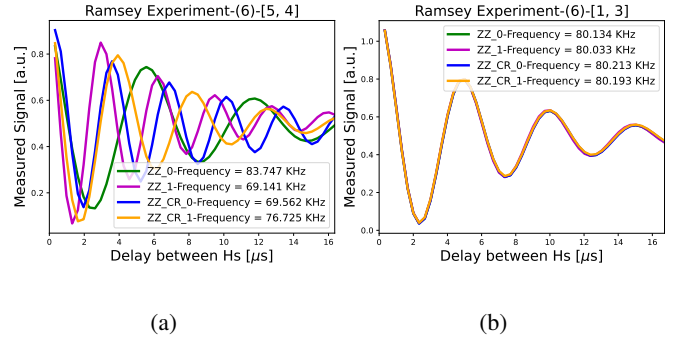 Ramsey Experiment-(6)-[5, 4]
Measured Signal [a.u.]
0.8
0.6
0.4
0.2
ZZ_0-Frequency = 83.747 KHz
ZZ_1-Frequency = 69.141 KHz
ZZ_CR_0-Frequency = 69.562 KHz
ZZ_CR_1-Frequency = 76.725 KHz
0 2 4 6 8 10 12 14 16
Delay between Hs [μs]
(a)
Ramsey Experiment-(6)-[1, 3]
Measured Signal [a.u.]
1.0
0.8
0.6
0.4
0.2
0.0
ZZ_0-Frequency = 80.134 KHz
ZZ_1-Frequency = 80.033 KHz
ZZ_CR_0-Frequency = 80.213 KHz
ZZ_CR_1-Frequency = 80.193 KHz
0 2 4 6 8 10 12 14 16
Delay between Hs [μs]
(b)